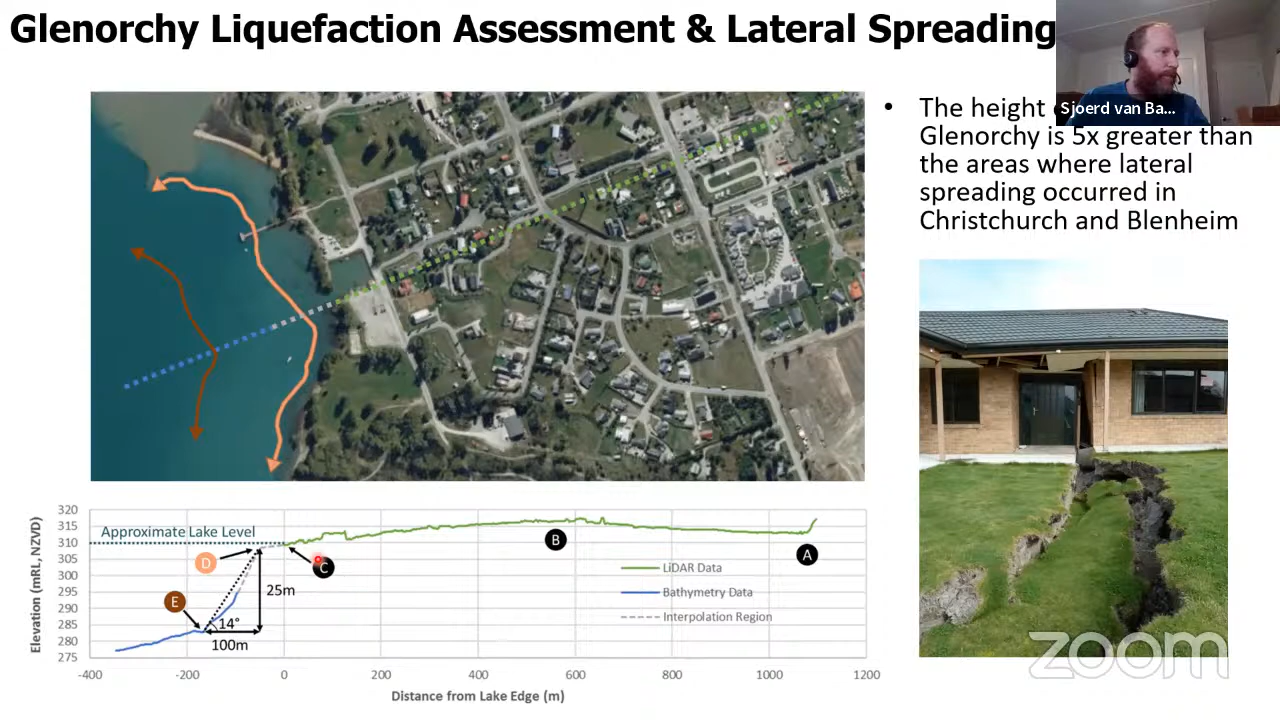 Glenorchy Liquefaction Assessment & Lateral Spreading
Sjoerd van Ba...
• The height
Glenorchy is 5x greater than
the areas where lateral
spreading occurred in
Christchurch and Blenheim
320
315
310
305
300
295
290
285
280
275
Elevation (mRL, NZVD)
Approximate Lake Level
D
C
B
A
E
25m
14°
100m
LiDAR Data
Bathymetry Data
Interpolation Region
-400
-200
0
200
400
600
800
1000
1200
Distance from Lake Edge (m)
zoom